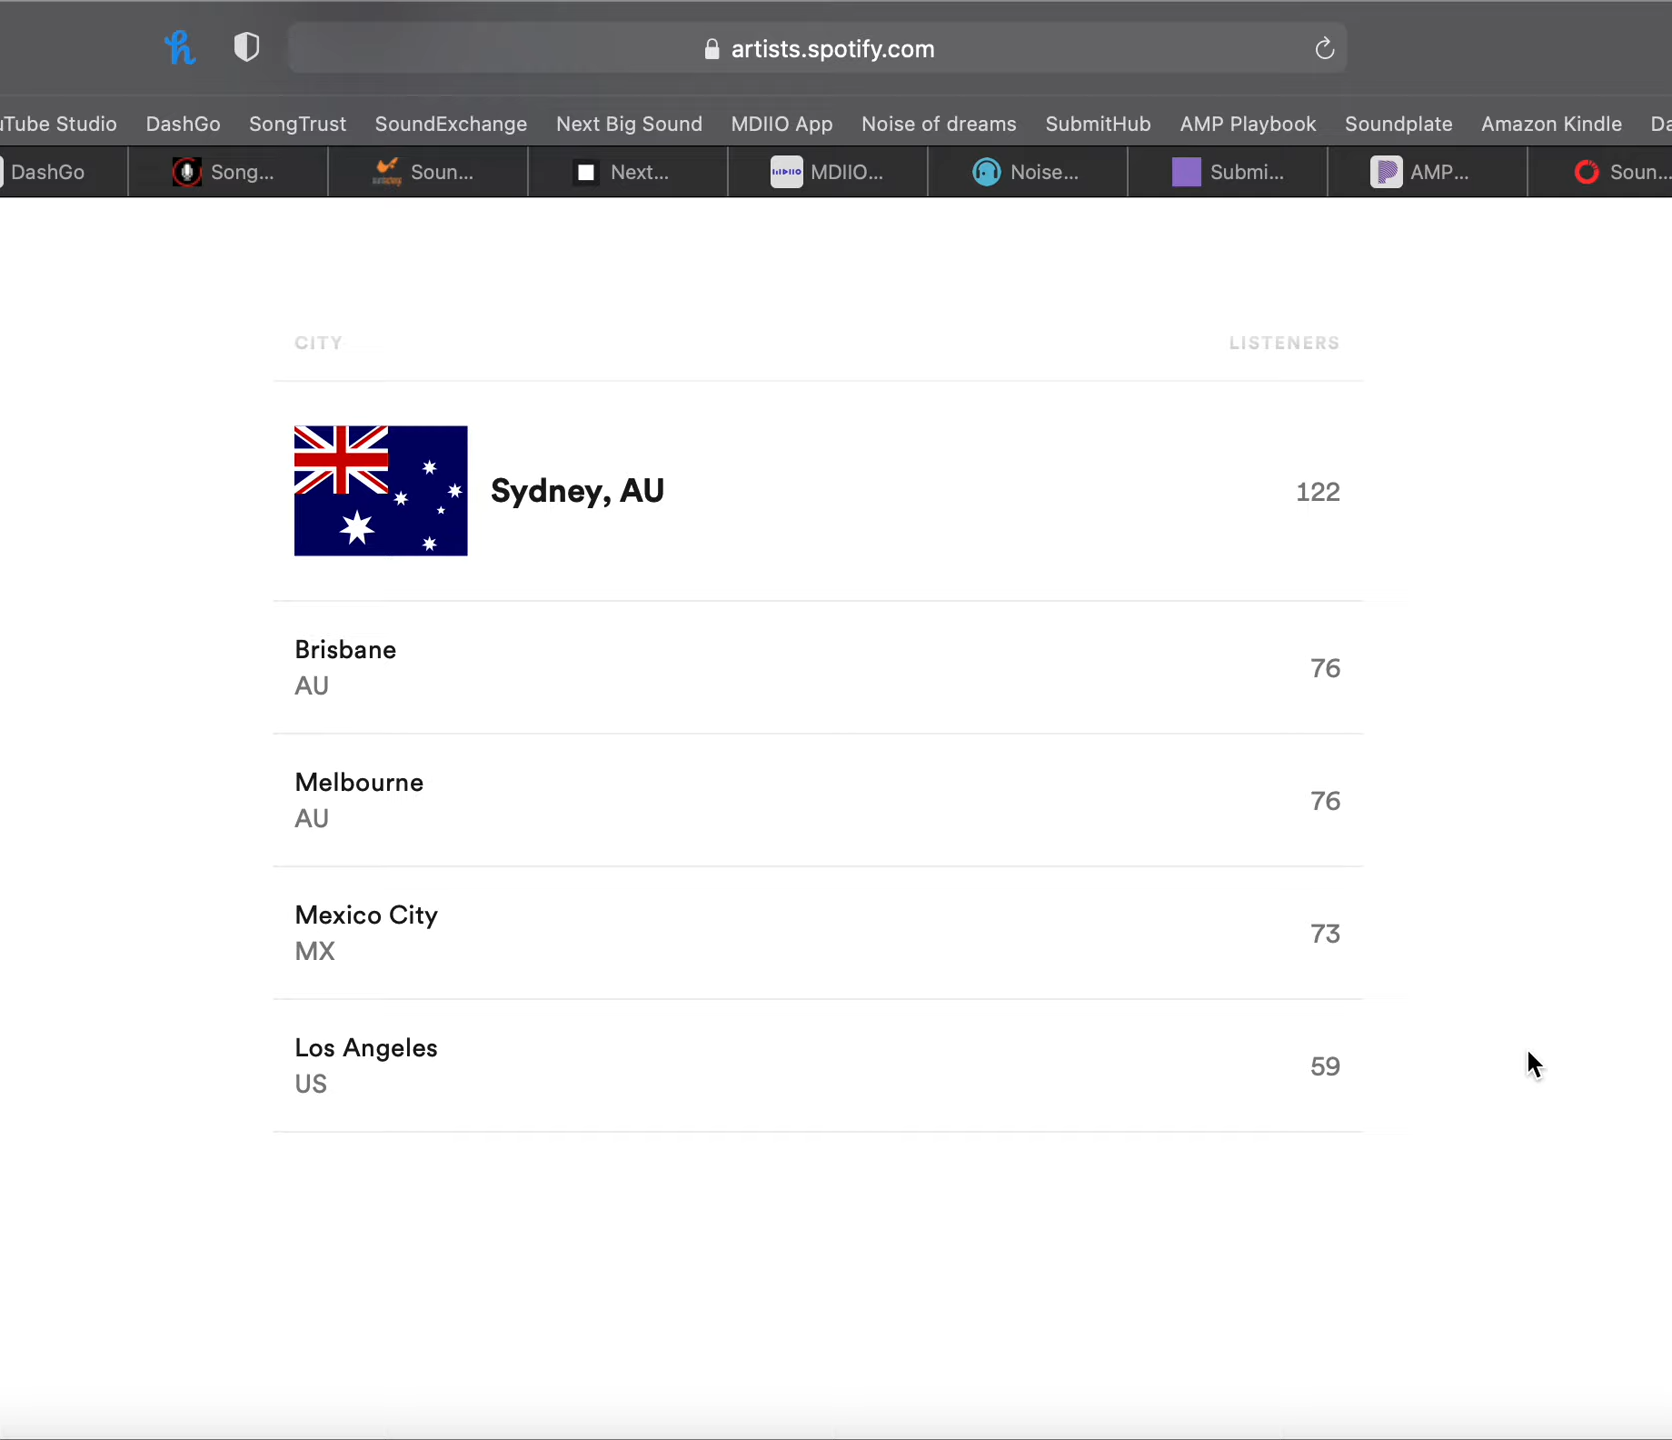 artists.spotify.com
Tube Studio DashGo SongTrust SoundExchange Next Big Sound MDIIO App Noise of dreams SubmitHub AMP Playbook Soundplate Amazon Kindle Da
DashGo Song... Soun... Next... MDIIO... Noise... Submi... AMP... Soun...
CITY LISTENERS
Sydney, AU 122
Brisbane
AU
76
Melbourne
AU
76
Mexico City
MX
73
Los Angeles
US
59